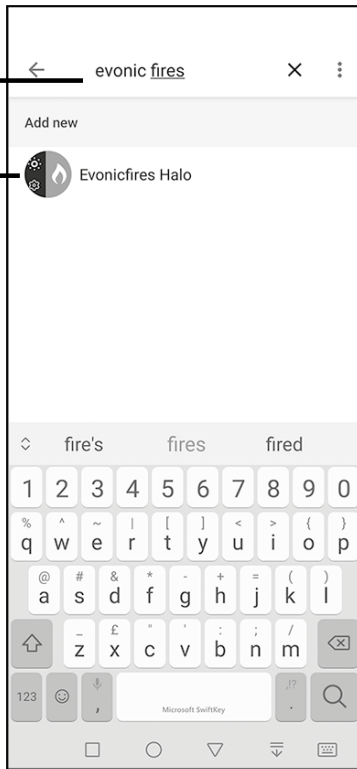 evonic fires
Add new
Evonicfires Halo
fire's fires fired
1 2 3 4 5 6 7 8 9 0
% ^ ~ | [ ] < > { }
q w e r t y u i o p
@ # & * - + = ( )
a s d f g h j k l
_ £ " ' : ; /
z x c v b n m
123 , Microsoft SwiftKey ,!? .